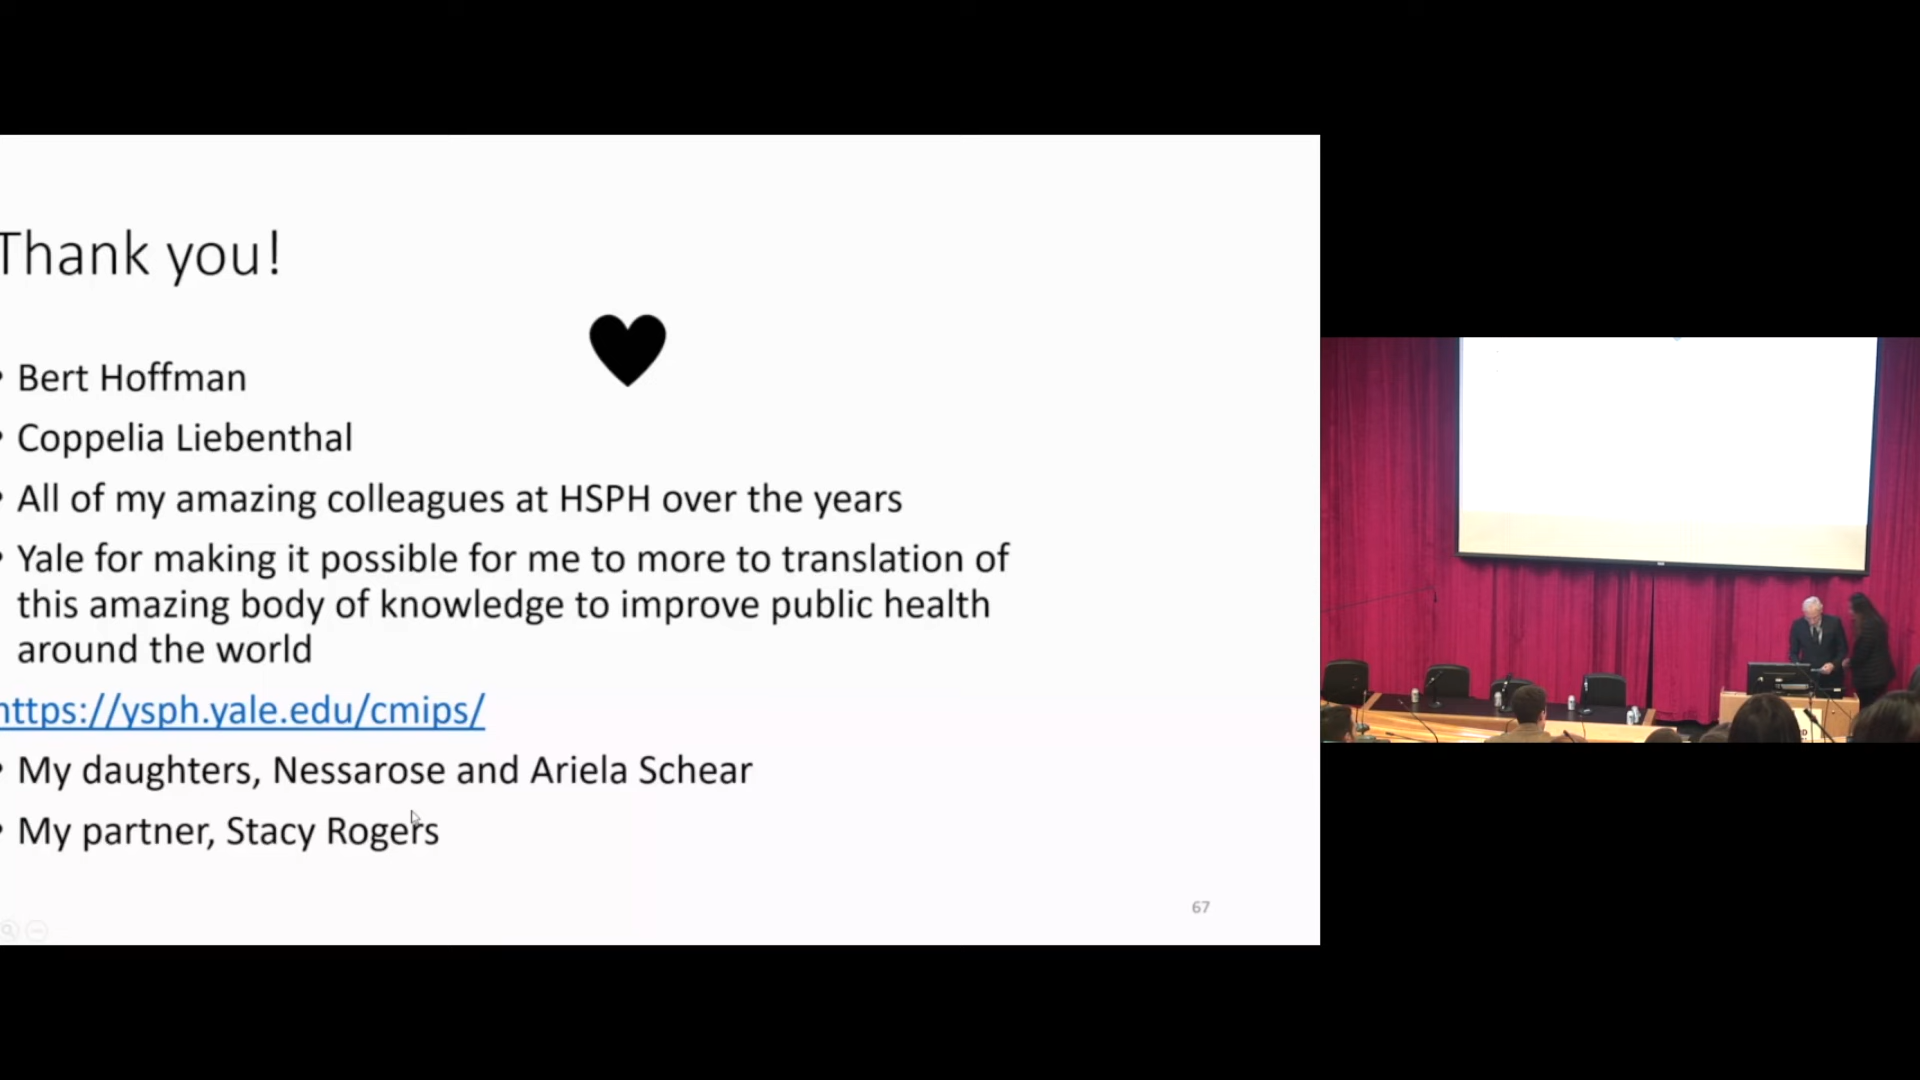 Thank you!
• Bert Hoffman
• Coppelia Liebenthal
• All of my amazing colleagues at HSPH over the years
• Yale for making it possible for me to more to translation of
this amazing body of knowledge to improve public health
around the world
https://ysph.yale.edu/cmips/
• My daughters, Nessarose and Ariela Schear
• My partner, Stacy Rogers
67